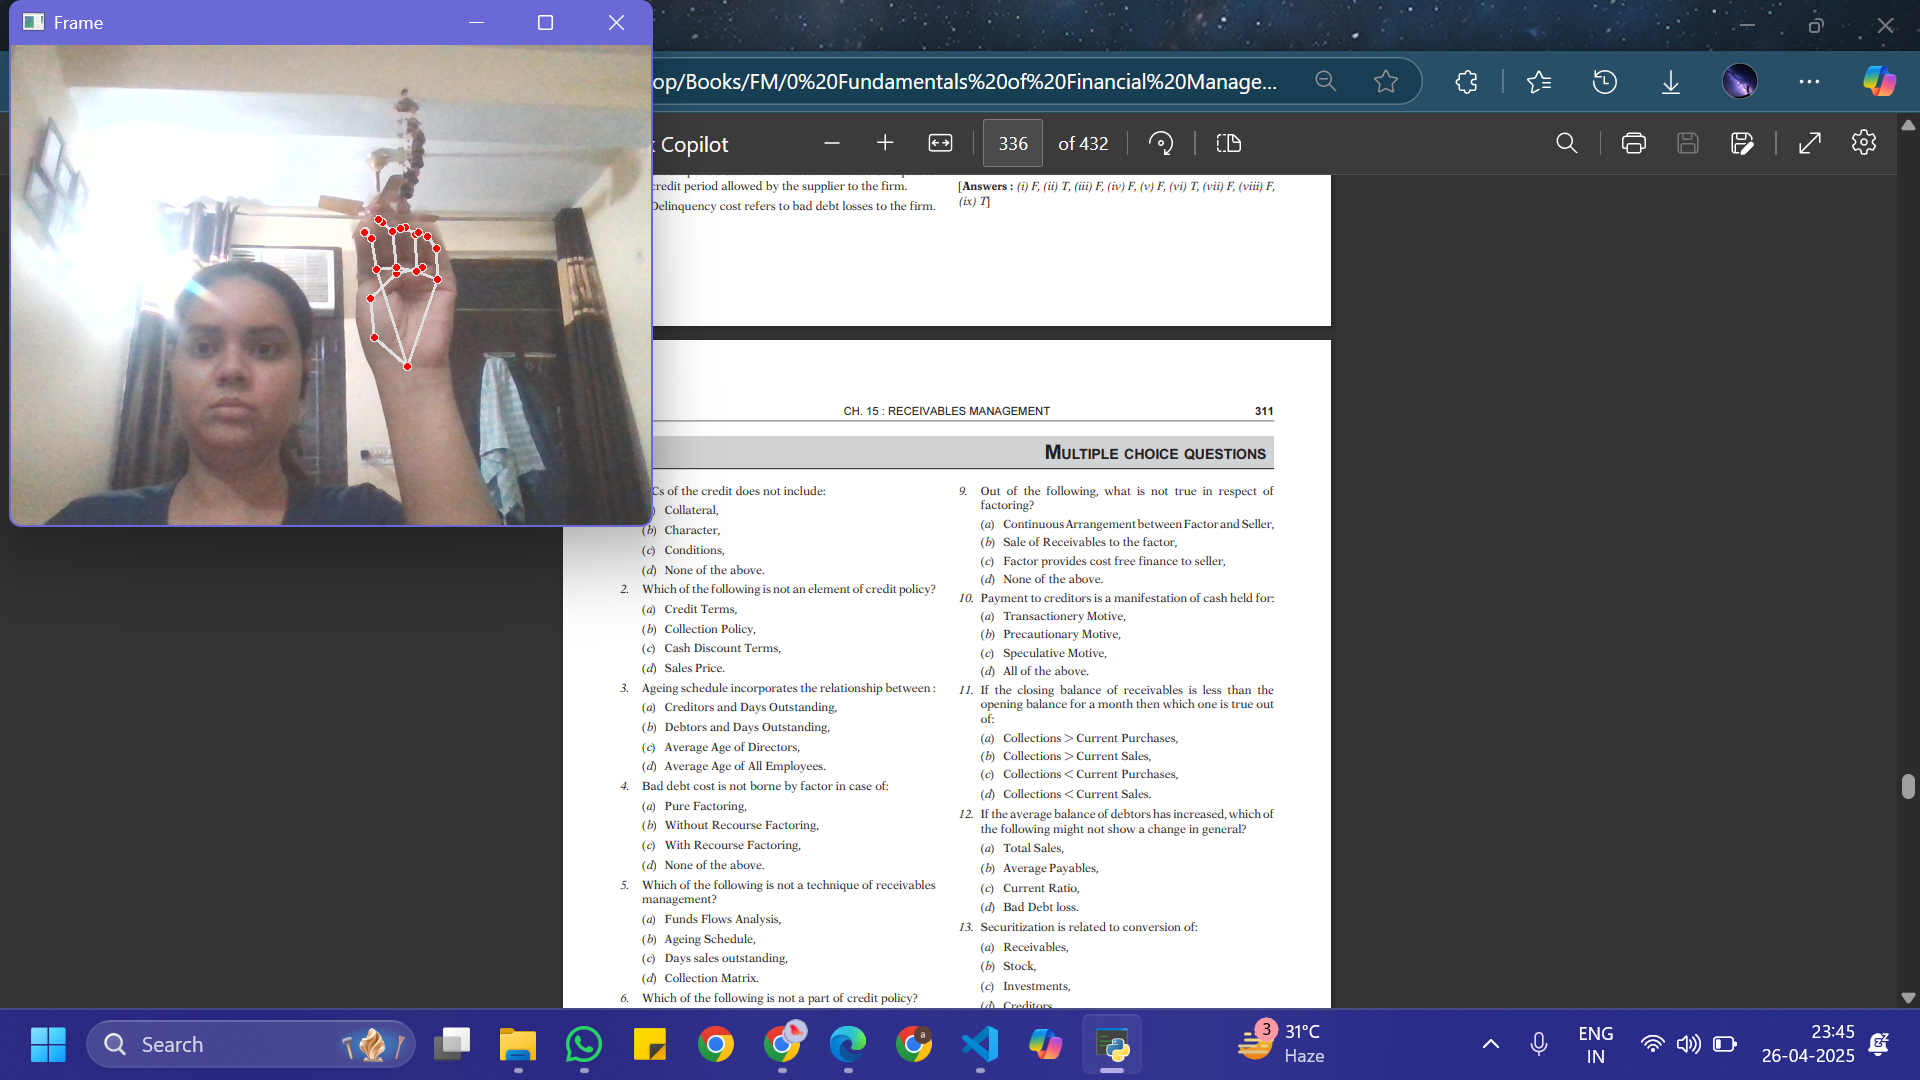 Frame
op/Books/FM/0%20Fundamentals%20of%20Financial%20Manage...
Copilot
336 of 432
credit period allowed by the supplier to the firm.
Delinquency cost refers to bad debt losses to the firm.
[Answers : (i) F, (ii) T, (iii) F, (iv) F, (v) F, (vi) T, (vii) F, (viii) F,
(ix) T]
CH. 15 : RECEIVABLES MANAGEMENT 311
MULTIPLE CHOICE QUESTIONS
Cs of the credit does not include:
) Collateral,
(b) Character,
(c) Conditions,
(d) None of the above.
2. Which of the following is not an element of credit policy?
(a) Credit Terms,
(b) Collection Policy,
(c) Cash Discount Terms,
(d) Sales Price.
3. Ageing schedule incorporates the relationship between :
(a) Creditors and Days Outstanding,
(b) Debtors and Days Outstanding,
(c) Average Age of Directors,
(d) Average Age of All Employees.
4. Bad debt cost is not borne by factor in case of:
(a) Pure Factoring,
(b) Without Recourse Factoring,
(c) With Recourse Factoring,
(d) None of the above.
5. Which of the following is not a technique of receivables
management?
(a) Funds Flows Analysis,
(b) Ageing Schedule,
(c) Days sales outstanding,
(d) Collection Matrix.
6. Which of the following is not a part of credit policy?
9. Out of the following, what is not true in respect of
factoring?
(a) Continuous Arrangement between Factor and Seller,
(b) Sale of Receivables to the factor,
(c) Factor provides cost free finance to seller,
(d) None of the above.
10. Payment to creditors is a manifestation of cash held for:
(a) Transactionery Motive,
(b) Precautionary Motive,
(c) Speculative Motive,
(d) All of the above.
11. If the closing balance of receivables is less than the
opening balance for a month then which one is true out
of:
(a) Collections > Current Purchases,
(b) Collections > Current Sales,
(c) Collections < Current Purchases,
(d) Collections < Current Sales.
12. If the average balance of debtors has increased, which of
the following might not show a change in general?
(a) Total Sales,
(b) Average Payables,
(c) Current Ratio,
(d) Bad Debt loss.
13. Securitization is related to conversion of:
(a) Receivables,
(b) Stock,
(c) Investments,
(d) Creditors
Search
3
31°C
Haze
ENG
IN
23:45
26-04-2025